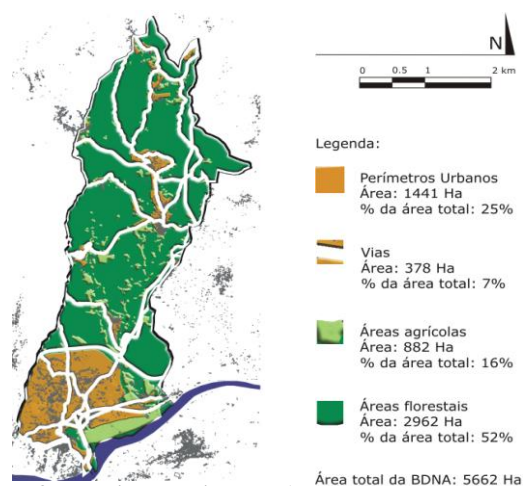 N
0 0.5 1 2 km
Legenda:
Perímetros Urbanos
Área: 1441 Ha
% da área total: 25%
Vias
Área: 378 Ha
% da área total: 7%
Áreas agrícolas
Área: 882 Ha
% da área total: 16%
Áreas florestais
Área: 2962 Ha
% da área total: 52%
Área total da BDNA: 5662 Ha